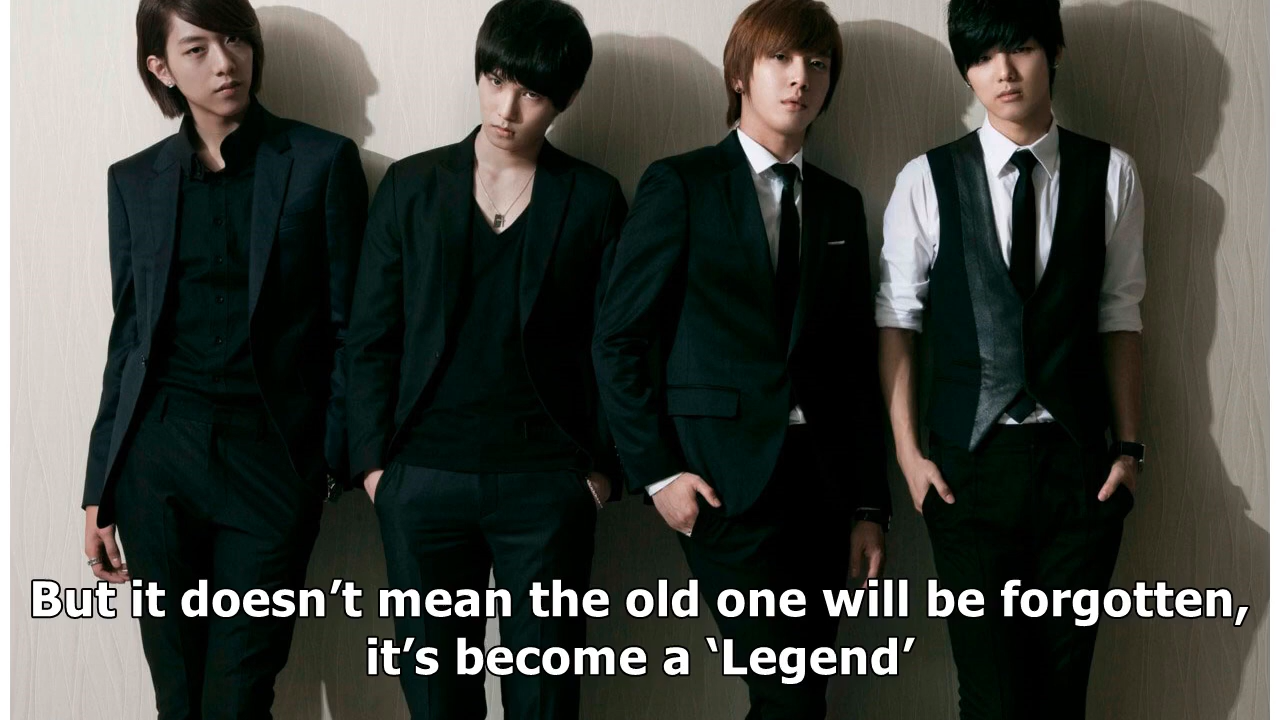 But it doesn’t mean the old one will be forgotten,
it’s become a ‘Legend’